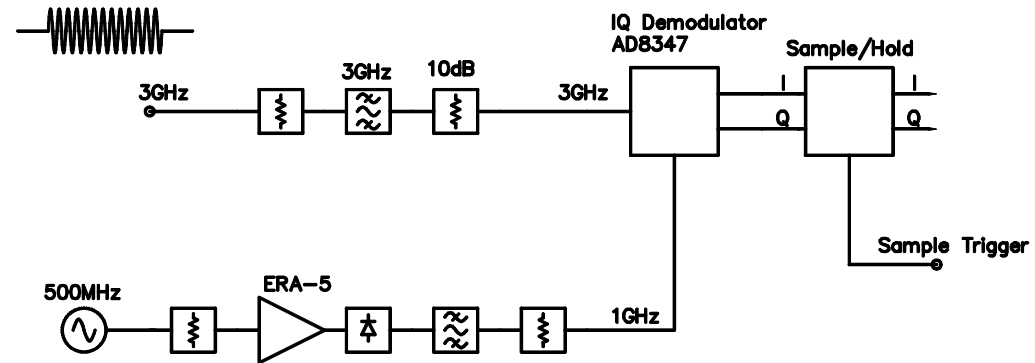 IQ Demodulator
AD8347
Sample/Hold
3GHz
10dB
3GHz
3GHz
I
I
Q
Q
Sample Trigger
ERA-5
500MHz
1GHz